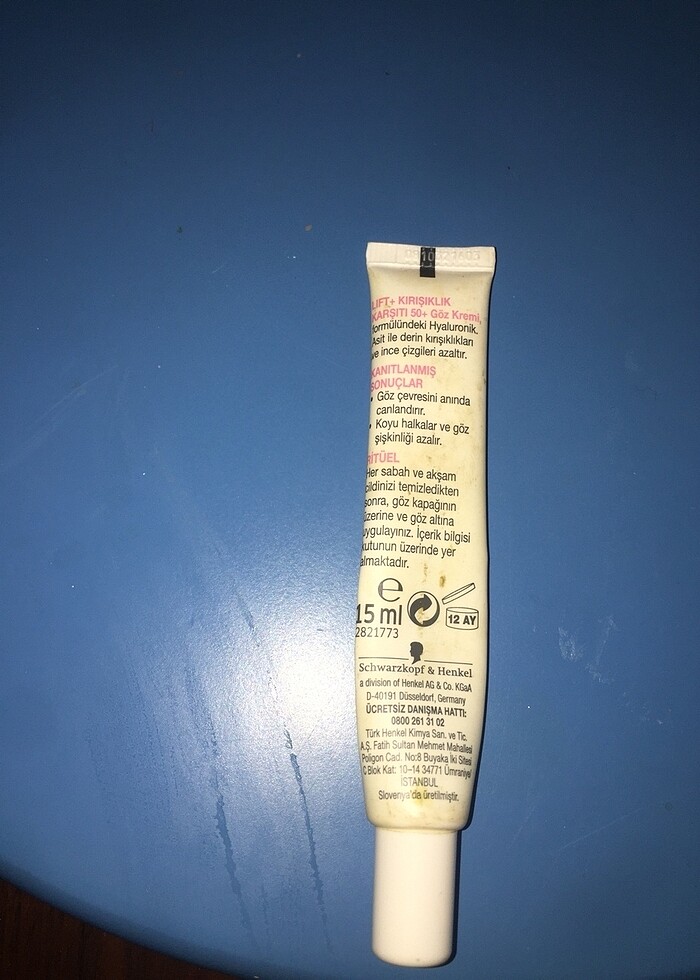 LIFT+ KIRIŞIKLIK
KARŞITI 50+ Göz Kremi,
formülündeki Hyaluronik.
Asit ile derin kırışıklıkları
ve ince çizgileri azaltır.
KANITLANMIŞ
SONUÇLAR
• Göz çevresini anında
canlandırır.
• Koyu halkalar ve göz
şişkinliği azalır.
RİTÜEL
Her sabah ve akşam
cildinizi temizledikten
sonra, göz kapağının
üzerine ve göz altına
uygulayınız. İçerik bilgisi
kutunun üzerinde yer
almaktadır.
e
15 ml
12 AY
2821773
Schwarzkopf & Henkel
a division of Henkel AG & Co. KGaA
D-40191 Düsseldorf, Germany
ÜCRETSİZ DANIŞMA HATTI:
0800 261 31 02
Türk Henkel Kimya San. ve Tic.
A.Ş. Fatih Sultan Mehmet Mahallesi
Poligon Cad. No:8 Buyaka İki Sitesi
C Blok Kat: 10-14 34771 Ümraniye/
İSTANBUL
Slovenya'da üretilmiştir.